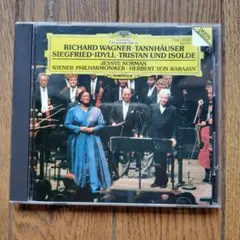 RICHARD WAGNER · TANNHÄUSER
SIEGFRIED-IDYLL · TRISTAN UND ISOLDE
JESSYE NORMAN
WIENER PHILHARMONIKER · HERBERT VON KARAJAN